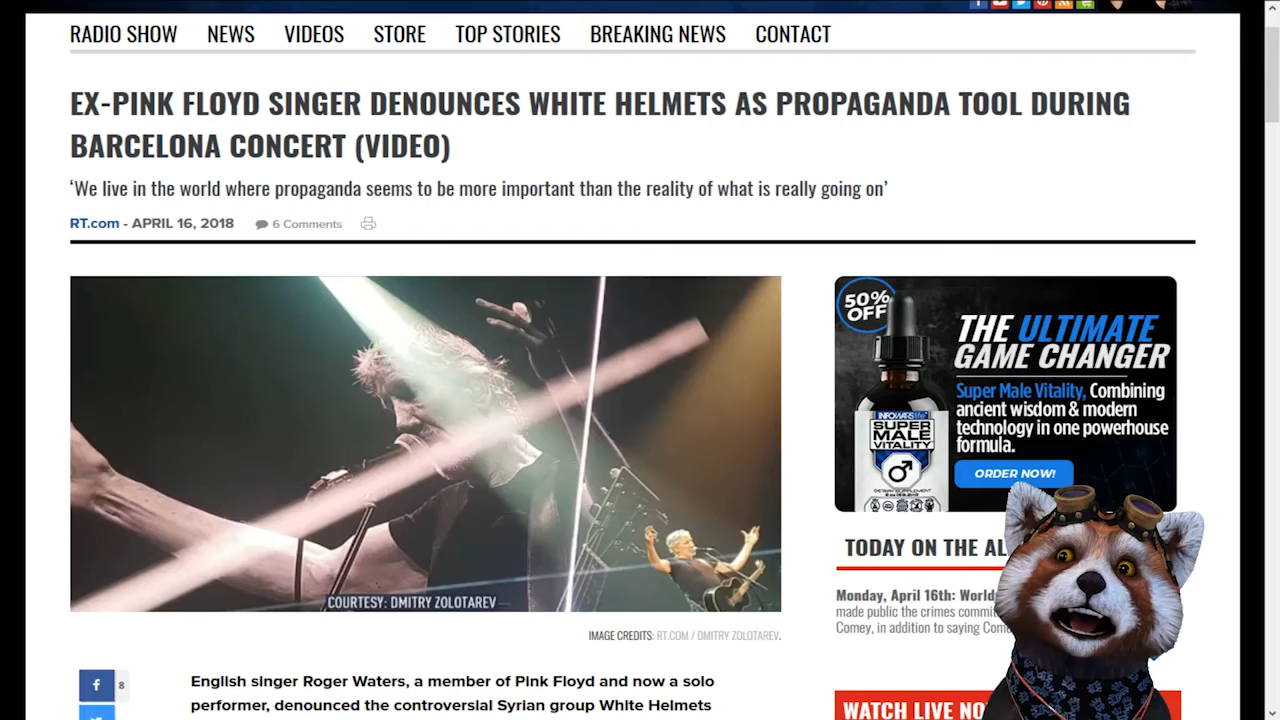 RADIO SHOW NEWS VIDEOS STORE TOP STORIES BREAKING NEWS CONTACT
EX-PINK FLOYD SINGER DENOUNCES WHITE HELMETS AS PROPAGANDA TOOL DURING
BARCELONA CONCERT (VIDEO)
‘We live in the world where propaganda seems to be more important than the reality of what is really going on’
RT.com - APRIL 16, 2018 6 Comments
COURTESY: DMITRY ZOLOTAREV
IMAGE CREDITS: RT.COM / DMITRY ZOLOTAREV.
8
English singer Roger Waters, a member of Pink Floyd and now a solo
performer, denounced the controversial Syrian group White Helmets
50%
OFF
THE ULTIMATE
GAME CHANGER
Super Male Vitality, Combining
ancient wisdom & modern
technology in one powerhouse
formula.
ORDER NOW!
INFOWARSlife
SUPER
MALE
VITALITY
DIETARY SUPPLEMENT
TODAY ON THE AL
Monday, April 16th: World
made public the crimes commit
Comey, in addition to saying Com
WATCH LIVE NO